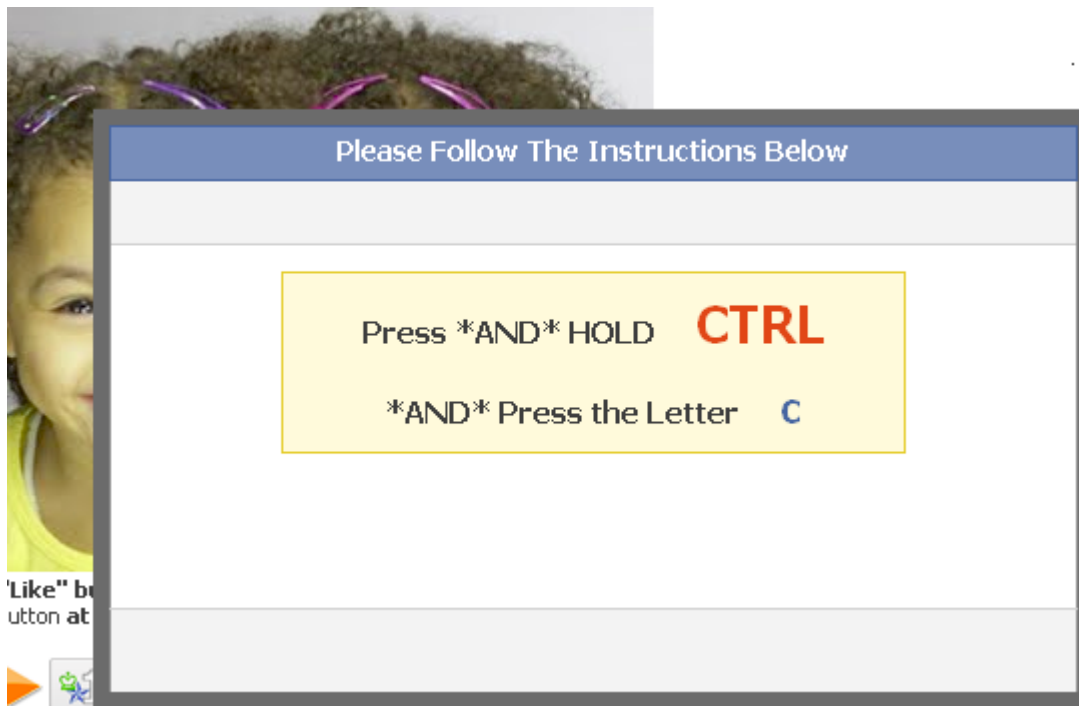 Please Follow The Instructions Below
Press *AND* HOLD CTRL
*AND* Press the Letter C
"Like" bu
utton at